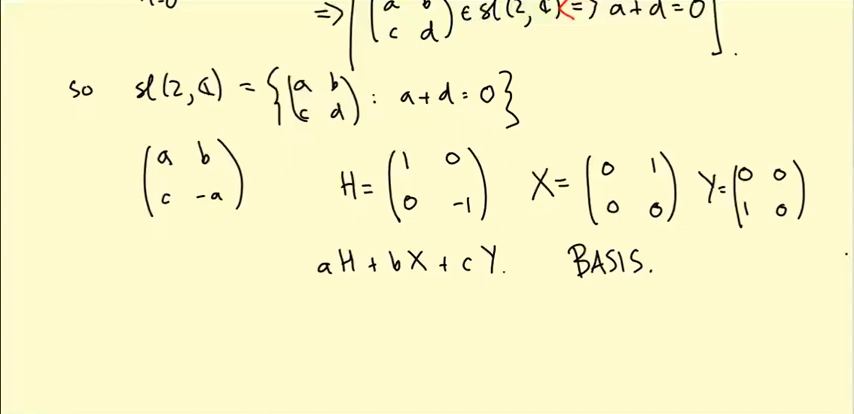 => [ (a b
c d) ∈ sl(2, ℂ) <=> a+d=0 ].
so sl(2, ℂ) = { (a b
c d) : a+d=0 }
(a b
c -a) H = (1 0
0 -1) X = (0 1
0 0) Y = (0 0
1 0)
aH + bX + cY. BASIS.